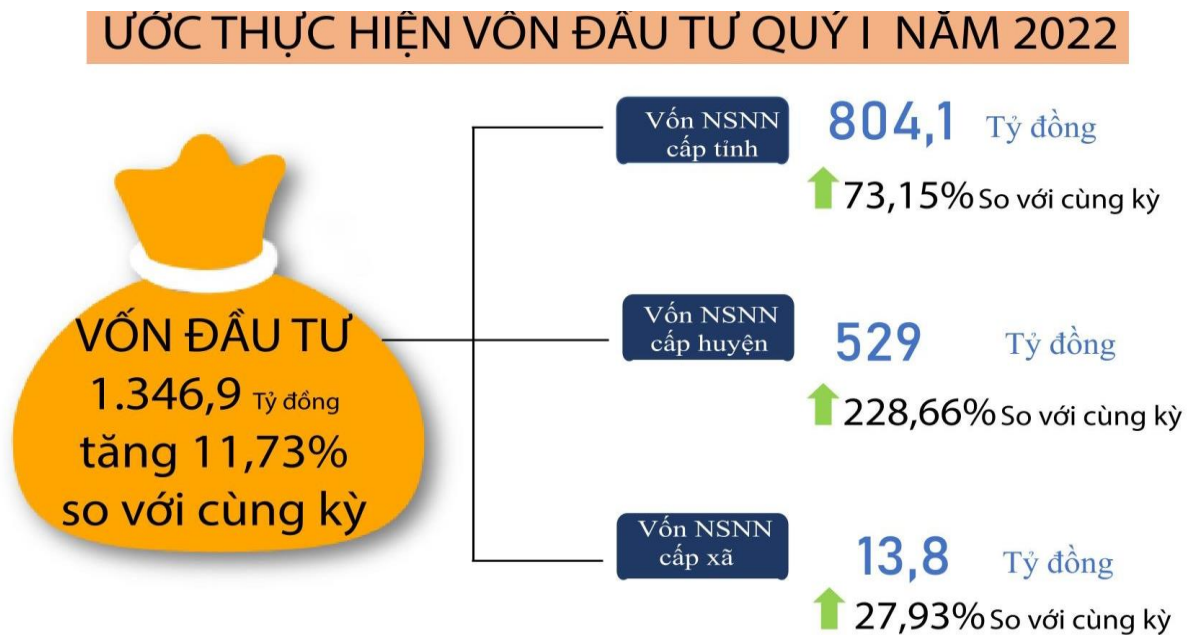 ƯỚC THỰC HIỆN VỐN ĐẦU TƯ QUÝ I NĂM 2022
VỐN ĐẦU TƯ
1.346,9 Tỷ đồng
tăng 11,73%
so với cùng kỳ
Vốn NSNN
cấp tỉnh
804,1 Tỷ đồng
73,15% So với cùng kỳ
Vốn NSNN
cấp huyện
529 Tỷ đồng
228,66% So với cùng kỳ
Vốn NSNN
cấp xã
13,8 Tỷ đồng
27,93% So với cùng kỳ